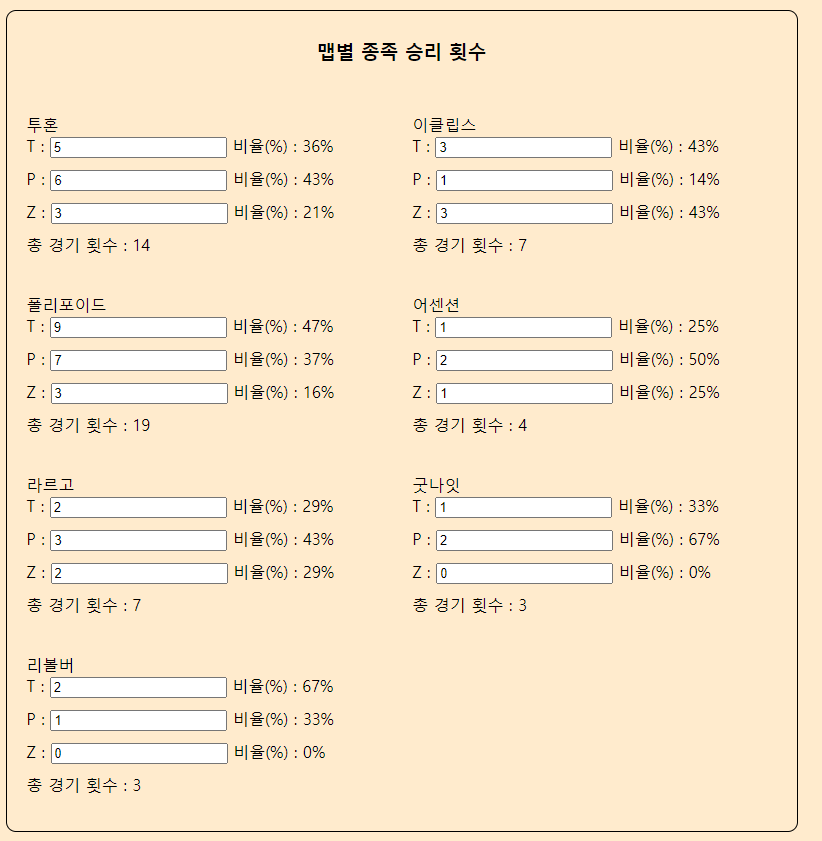 맵별 종족 승리 횟수
투혼
T : 5 비율(%) : 36%
P : 6 비율(%) : 43%
Z : 3 비율(%) : 21%
총 경기 횟수 : 14
이클립스
T : 3 비율(%) : 43%
P : 1 비율(%) : 14%
Z : 3 비율(%) : 43%
총 경기 횟수 : 7
폴리포이드
T : 9 비율(%) : 47%
P : 7 비율(%) : 37%
Z : 3 비율(%) : 16%
총 경기 횟수 : 19
어센션
T : 1 비율(%) : 25%
P : 2 비율(%) : 50%
Z : 1 비율(%) : 25%
총 경기 횟수 : 4
라르고
T : 2 비율(%) : 29%
P : 3 비율(%) : 43%
Z : 2 비율(%) : 29%
총 경기 횟수 : 7
굿나잇
T : 1 비율(%) : 33%
P : 2 비율(%) : 67%
Z : 0 비율(%) : 0%
총 경기 횟수 : 3
리볼버
T : 2 비율(%) : 67%
P : 1 비율(%) : 33%
Z : 0 비율(%) : 0%
총 경기 횟수 : 3